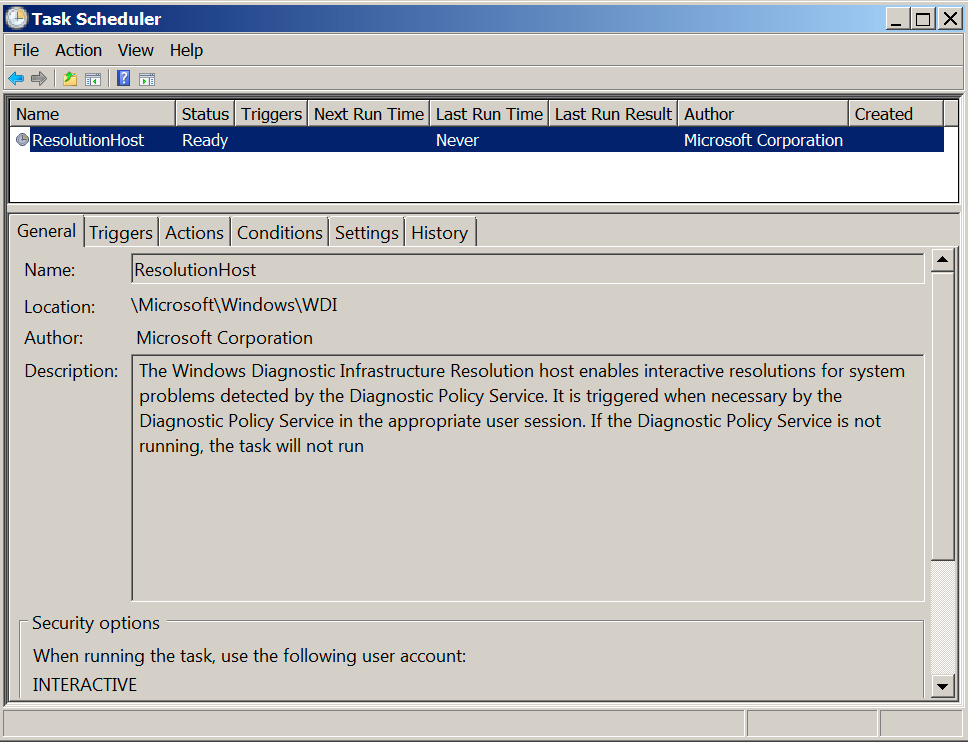 Task Scheduler
File Action View Help
Name Status Triggers Next Run Time Last Run Time Last Run Result Author Created
ResolutionHost Ready Never Microsoft Corporation
General Triggers Actions Conditions Settings History
Name: ResolutionHost
Location: \Microsoft\Windows\WDI
Author: Microsoft Corporation
Description: The Windows Diagnostic Infrastructure Resolution host enables interactive resolutions for system
problems detected by the Diagnostic Policy Service. It is triggered when necessary by the
Diagnostic Policy Service in the appropriate user session. If the Diagnostic Policy Service is not
running, the task will not run
Security options
When running the task, use the following user account:
INTERACTIVE